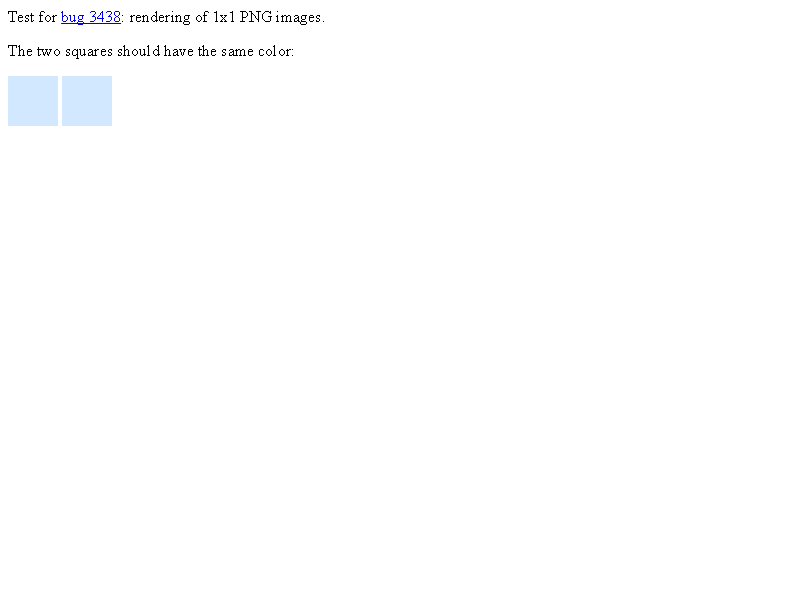 Test for bug 3438: rendering of 1x1 PNG images.
The two squares should have the same color: